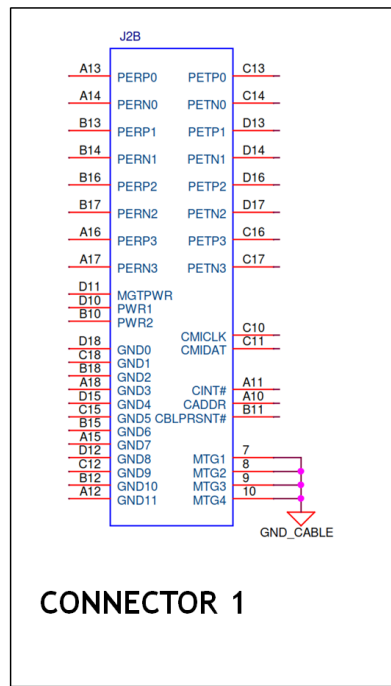 J2B
A13 PERP0 PETP0 C13
A14 PERN0 PETN0 C14
B13 PERP1 PETP1 D13
B14 PERN1 PETN1 D14
B16 PERP2 PETP2 D16
B17 PERN2 PETN2 D17
A16 PERP3 PETP3 C16
A17 PERN3 PETN3 C17
D11 MGTPWR
D10 PWR1
B10 PWR2
CMICLK C10
D18 GND0 CMIDAT C11
C18 GND1
B18 GND2
A18 GND3 CINT# A11
D15 GND4 CADDR A10
C15 GND5 CBLPRSNT# B11
B15 GND6
A15 GND7
D12 GND8 MTG1 7
C12 GND9 MTG2 8
B12 GND10 MTG3 9
A12 GND11 MTG4 10
GND_CABLE
CONNECTOR 1